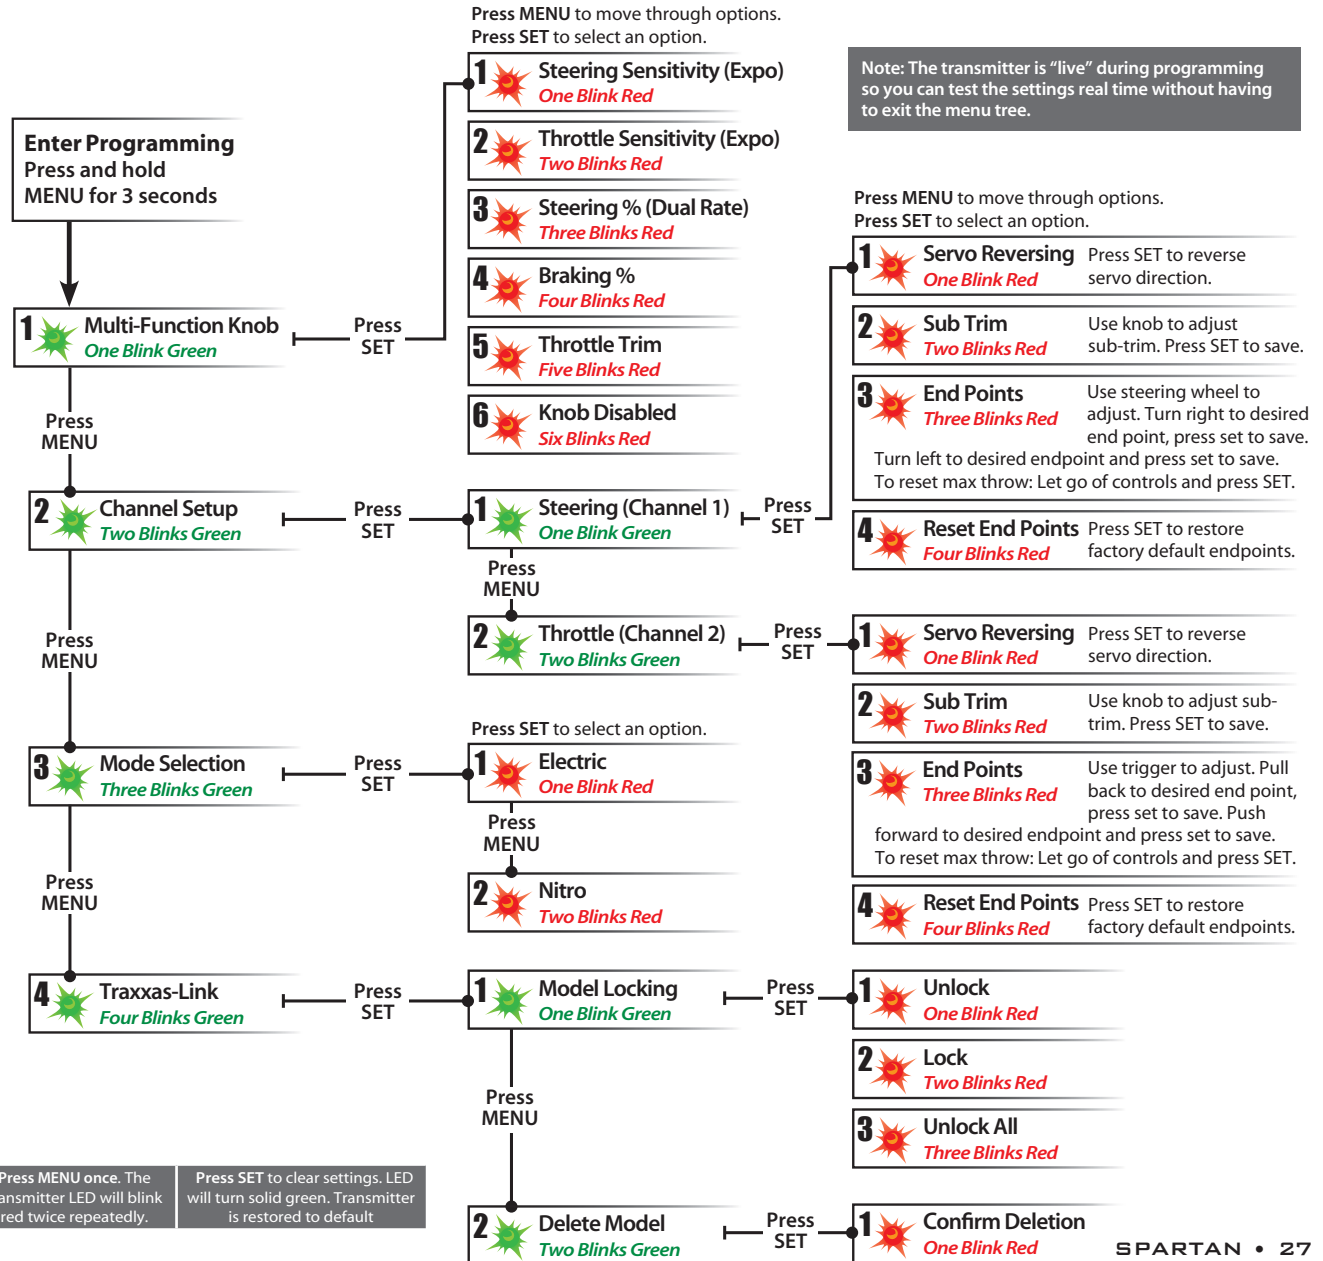 Press MENU to move through options.
Press SET to select an option.
1 Steering Sensitivity (Expo)
One Blink Red
2 Throttle Sensitivity (Expo)
Two Blinks Red
3 Steering % (Dual Rate)
Three Blinks Red
4 Braking %
Four Blinks Red
5 Throttle Trim
Five Blinks Red
6 Knob Disabled
Six Blinks Red
Note: The transmitter is “live” during programming
so you can test the settings real time without having
to exit the menu tree.
Enter Programming
Press and hold
MENU for 3 seconds
1 Multi-Function Knob
One Blink Green
Press
SET
Press
MENU
2 Channel Setup
Two Blinks Green
Press
SET
1 Steering (Channel 1)
One Blink Green
Press
SET
Press
MENU
2 Throttle (Channel 2)
Two Blinks Green
Press
SET
Press MENU to move through options.
Press SET to select an option.
1 Servo Reversing
One Blink Red
Press SET to reverse
servo direction.
2 Sub Trim
Two Blinks Red
Use knob to adjust
sub-trim. Press SET to save.
3 End Points
Three Blinks Red
Use steering wheel to
adjust. Turn right to desired
end point, press set to save.
Turn left to desired endpoint and press set to save.
To reset max throw: Let go of controls and press SET.
4 Reset End Points
Four Blinks Red
Press SET to restore
factory default endpoints.
1 Servo Reversing
One Blink Red
Press SET to reverse
servo direction.
2 Sub Trim
Two Blinks Red
Use knob to adjust sub-
trim. Press SET to save.
3 End Points
Three Blinks Red
Use trigger to adjust. Pull
back to desired end point,
press set to save. Push
forward to desired endpoint and press set to save.
To reset max throw: Let go of controls and press SET.
4 Reset End Points
Four Blinks Red
Press SET to restore
factory default endpoints.
Press
MENU
3 Mode Selection
Three Blinks Green
Press
SET
Press SET to select an option.
1 Electric
One Blink Red
Press
MENU
2 Nitro
Two Blinks Red
Press
MENU
4 Traxxas-Link
Four Blinks Green
Press
SET
1 Model Locking
One Blink Green
Press
SET
1 Unlock
One Blink Red
2 Lock
Two Blinks Red
3 Unlock All
Three Blinks Red
Press
MENU
2 Delete Model
Two Blinks Green
Press
SET
1 Confirm Deletion
One Blink Red
Press MENU once. The
ansmitter LED will blink
red twice repeatedly.
Press SET to clear settings. LED
will turn solid green. Transmitter
is restored to default
SPARTAN • 27